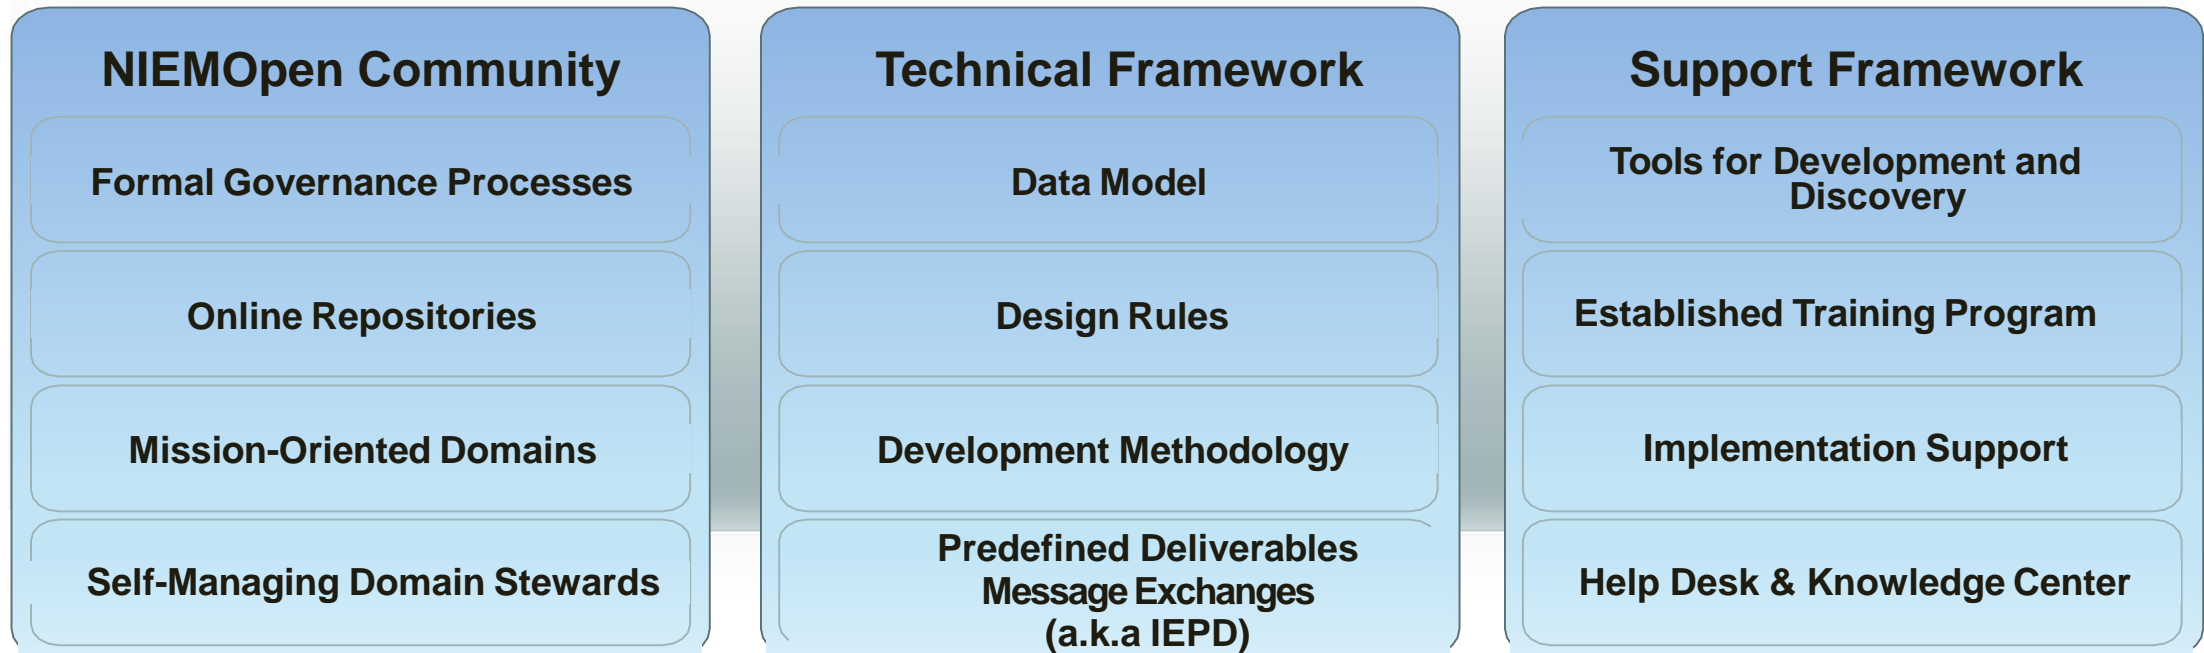 NIEMOpen Community
Formal Governance Processes
Online Repositories
Mission-Oriented Domains
Self-Managing Domain Stewards
Technical Framework
Data Model
Design Rules
Development Methodology
Predefined Deliverables
Message Exchanges
(a.k.a IEPD)
Support Framework
Tools for Development and
Discovery
Established Training Program
Implementation Support
Help Desk & Knowledge Center